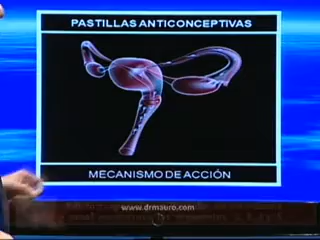 PASTILLAS ANTICONCEPTIVAS
MECANISMO DE ACCIÓN
www.drmauro.com